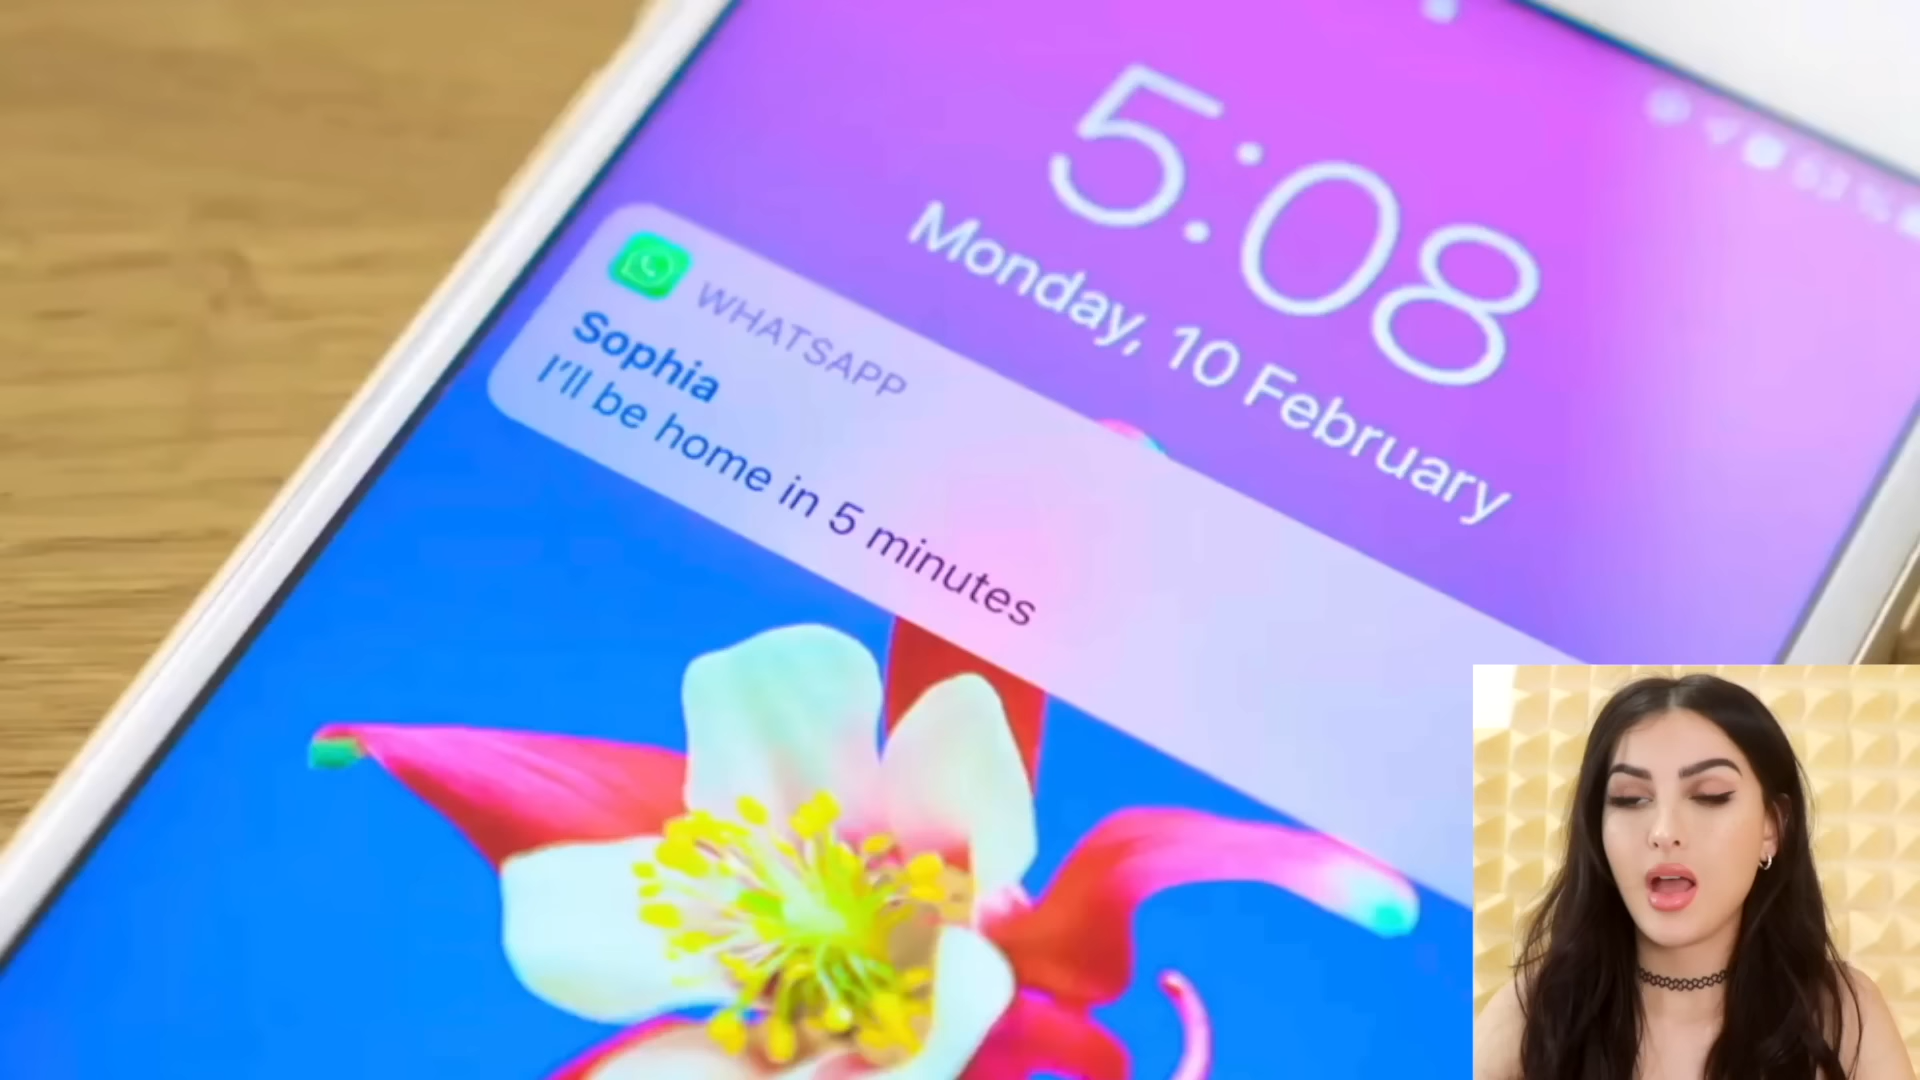 5:08
Monday, 10 February
WHATSAPP
Sophia
I'll be home in 5 minutes